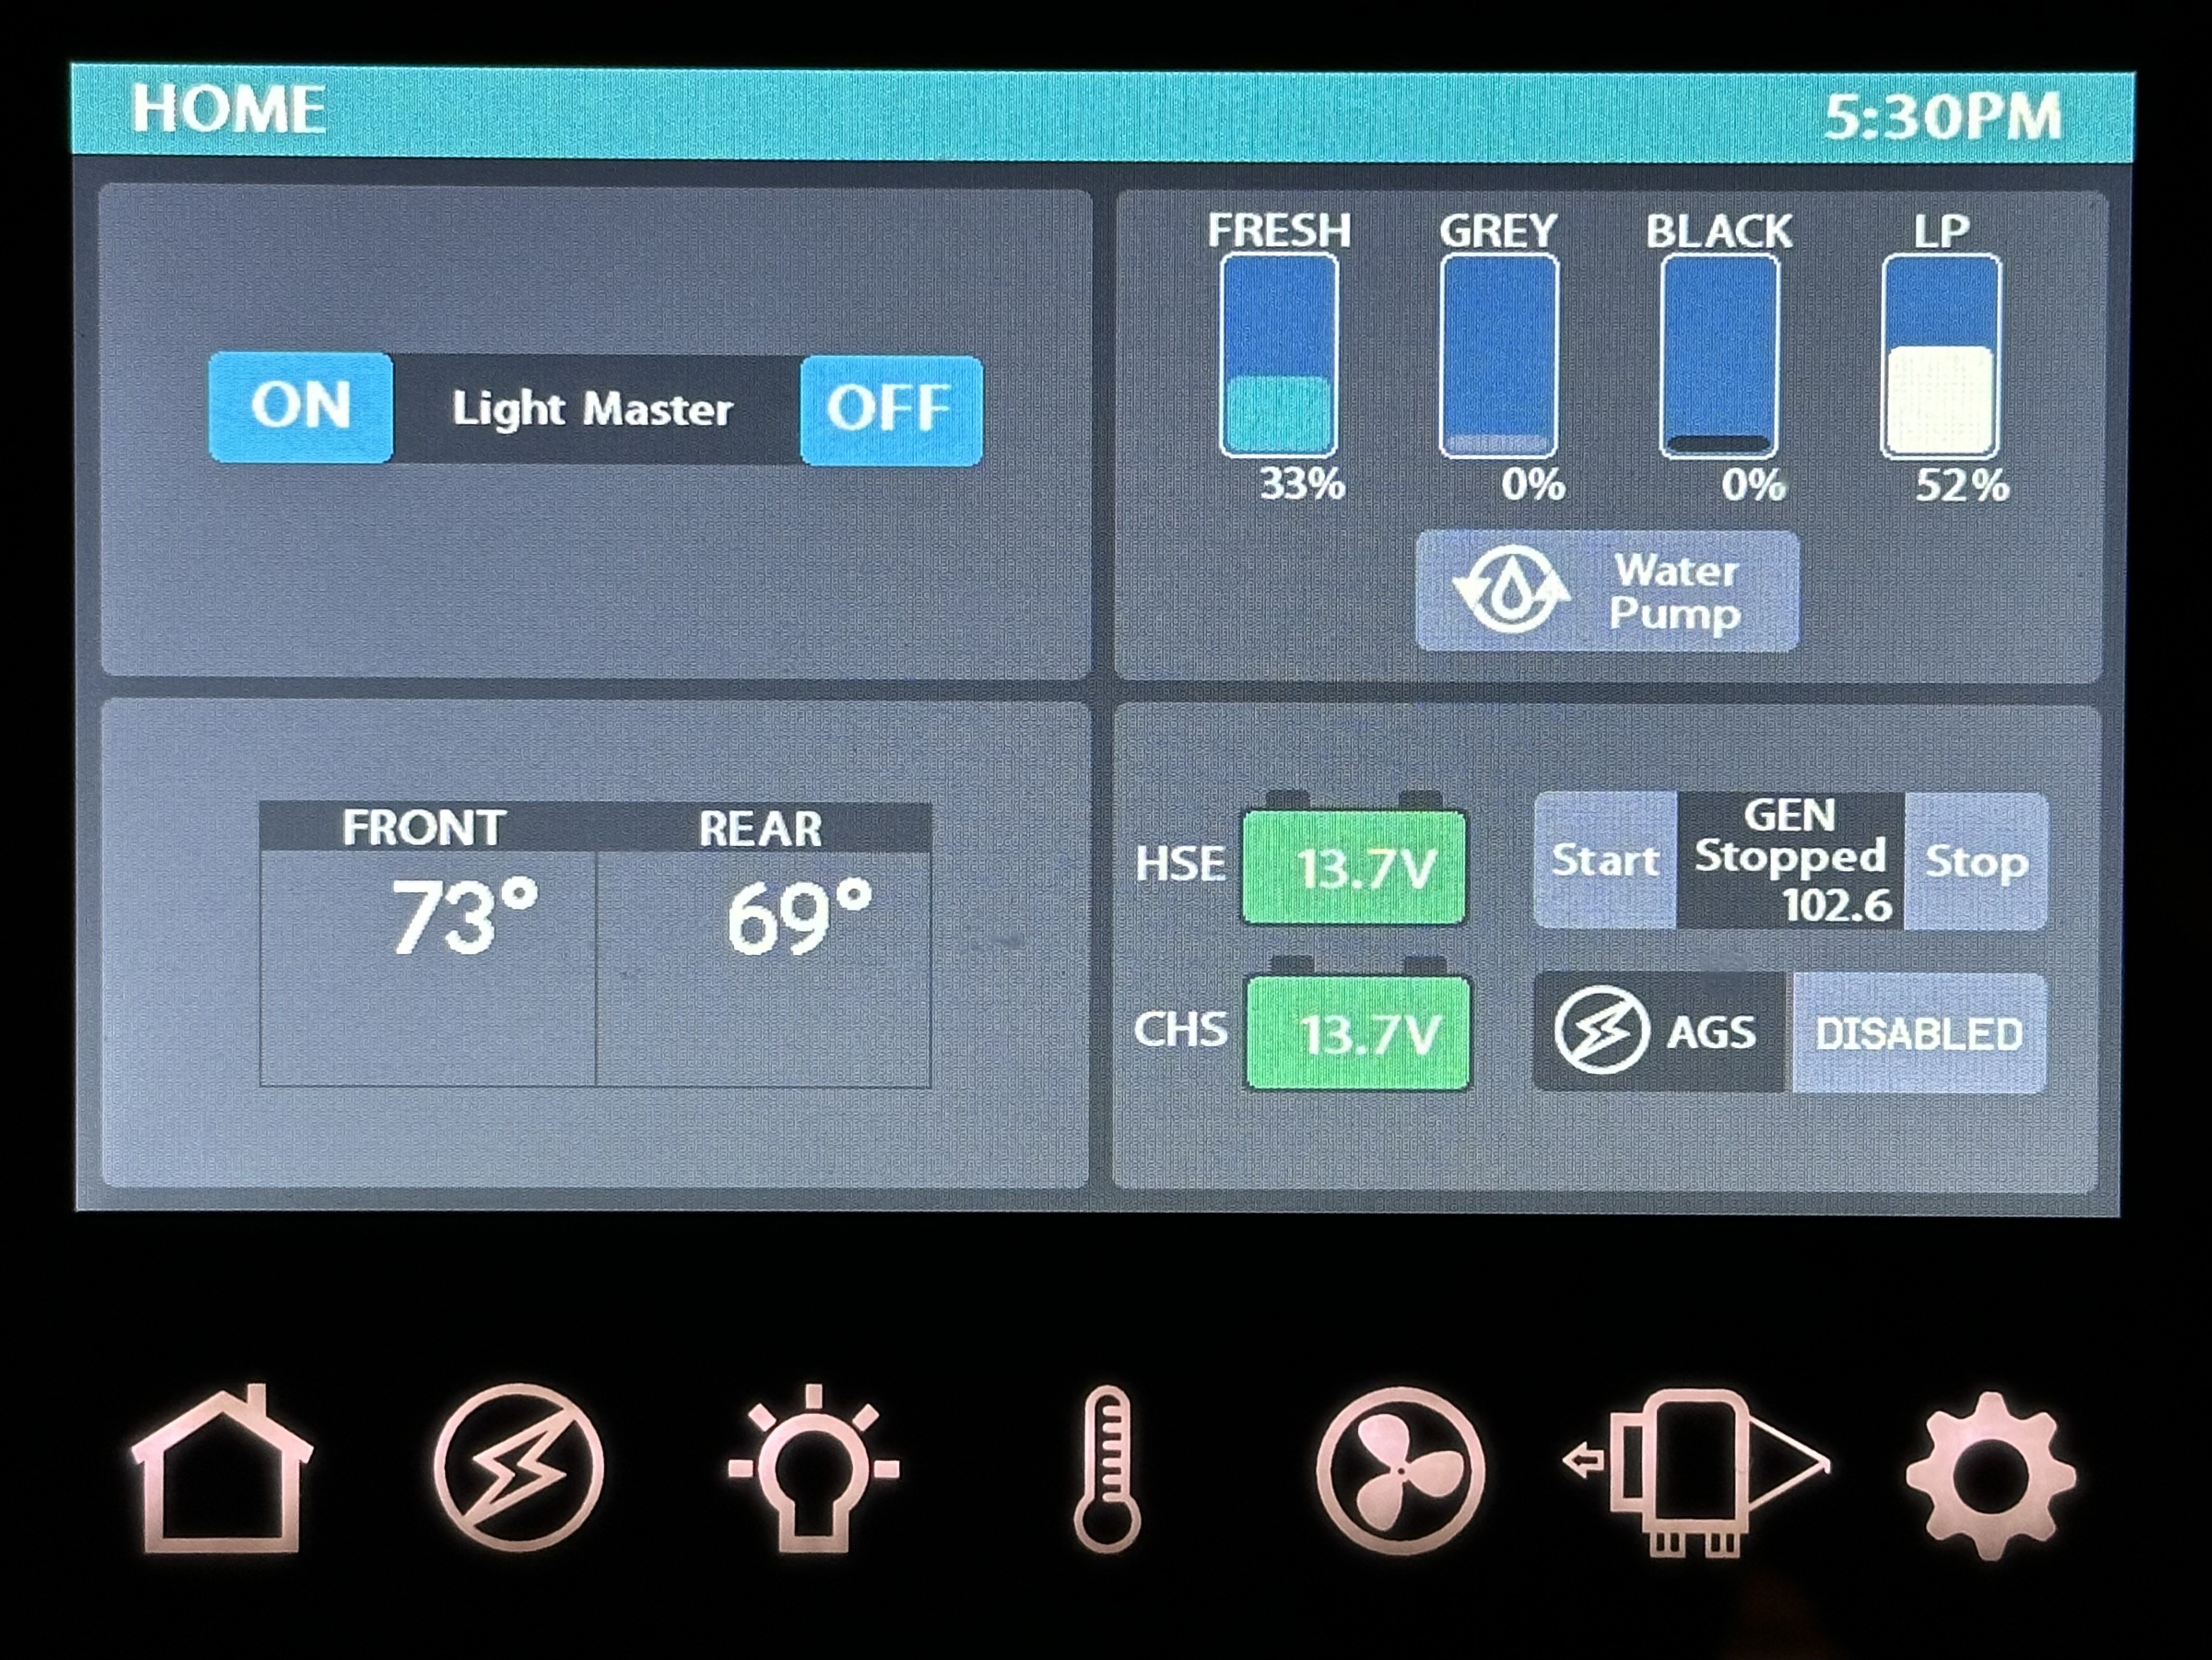 HOME
5:30PM
ON
Light Master
OFF
FRESH
GREY
BLACK
LP
33%
0%
0%
52%
Water
Pump
FRONT
REAR
73°
69°
HSE
13.7V
Start
GEN
Stopped
102.6
Stop
CHS
13.7V
AGS
DISABLED